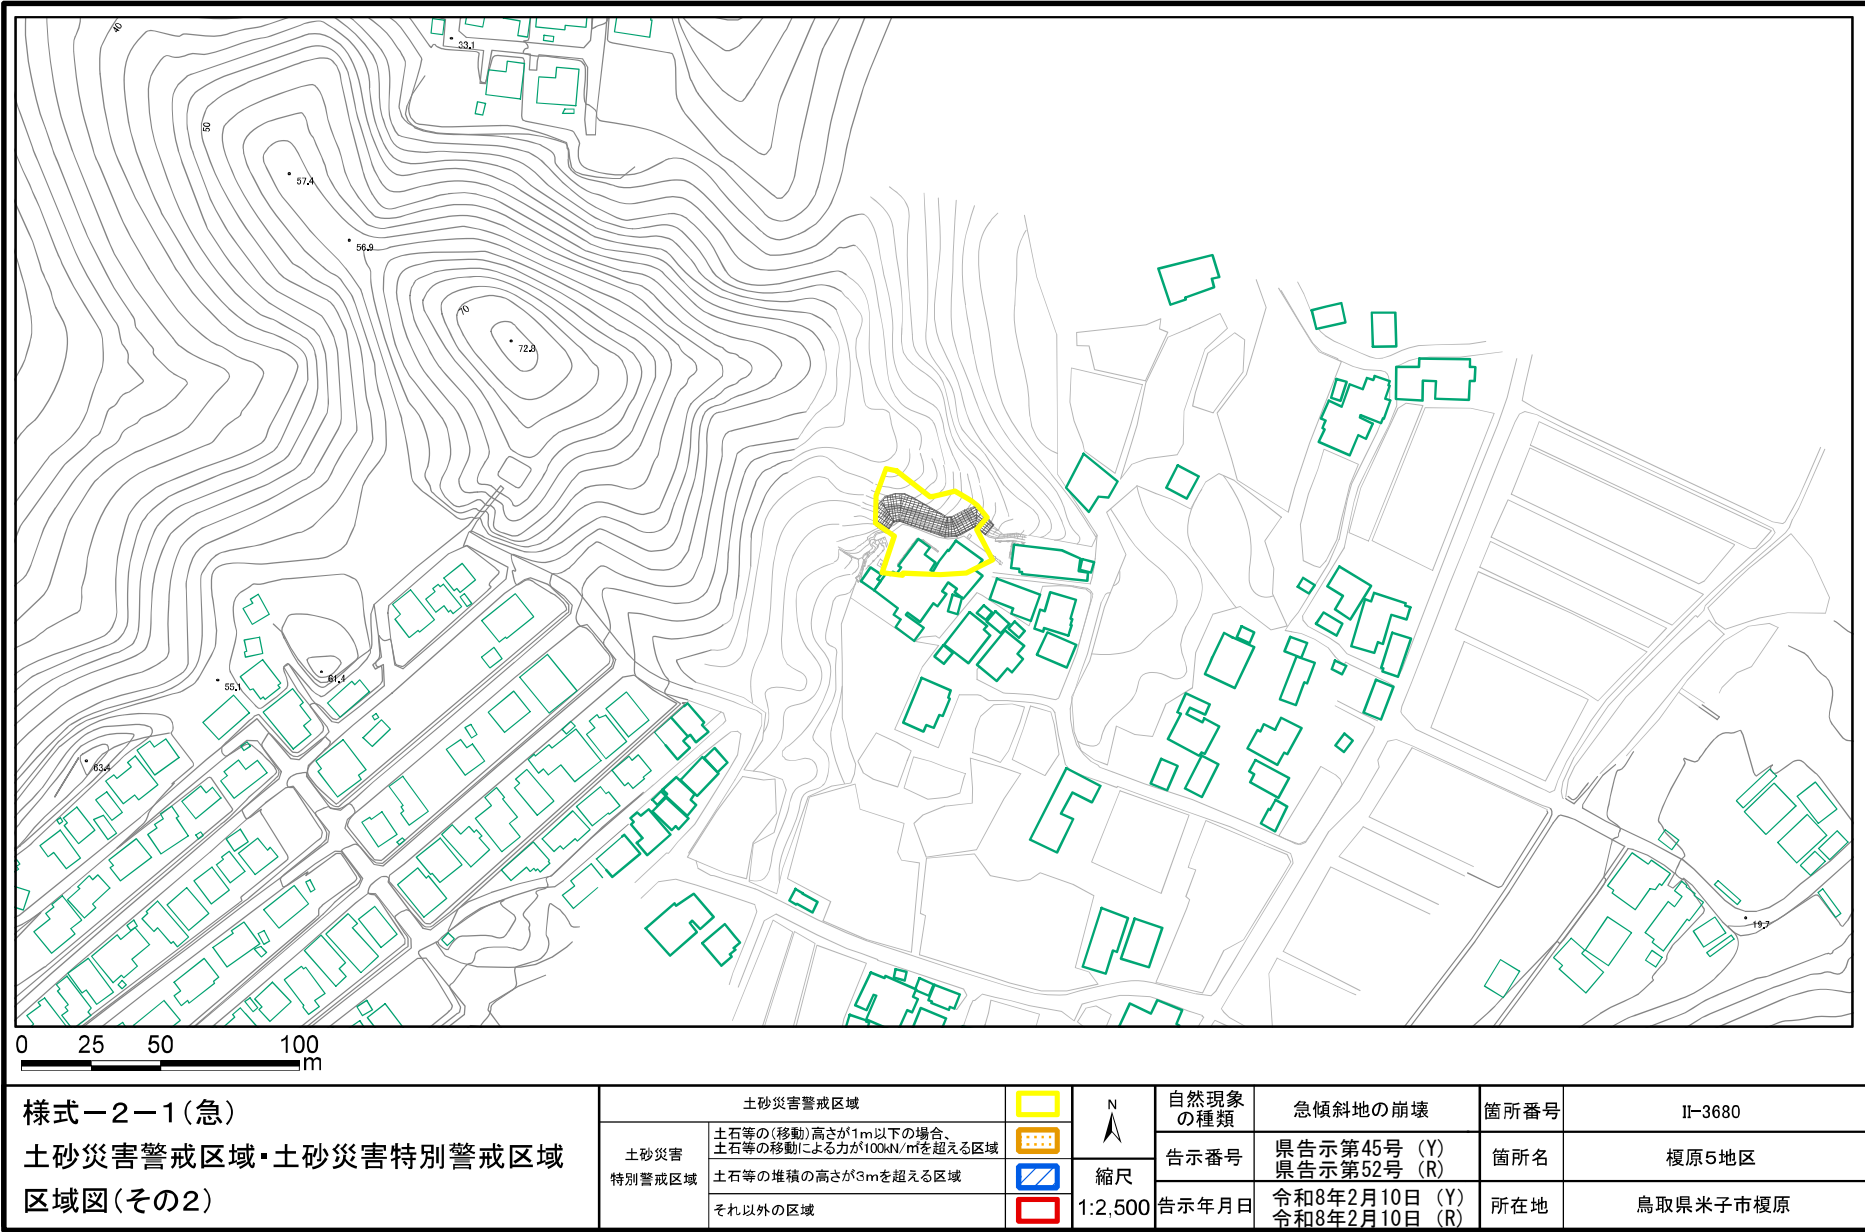 40
33.1
50
57.4
56.9
70
72.8
61.4
55.1
63.4
19.7
0 25 50 100
m
様式－2－1(急)
土砂災害警戒区域・土砂災害特別警戒区域
区域図(その2)
土砂災害警戒区域
土砂災害
特別警戒区域
土石等の(移動)高さが1m以下の場合、
土石等の移動による力が100kN/㎡を超える区域
土石等の堆積の高さが3mを超える区域
それ以外の区域
N
縮尺
1:2,500
自然現象
の種類
急傾斜地の崩壊
箇所番号
II-3680
告示番号
県告示第45号 (Y)
県告示第52号 (R)
箇所名
榎原5地区
告示年月日
令和8年2月10日 (Y)
令和8年2月10日 (R)
所在地
鳥取県米子市榎原